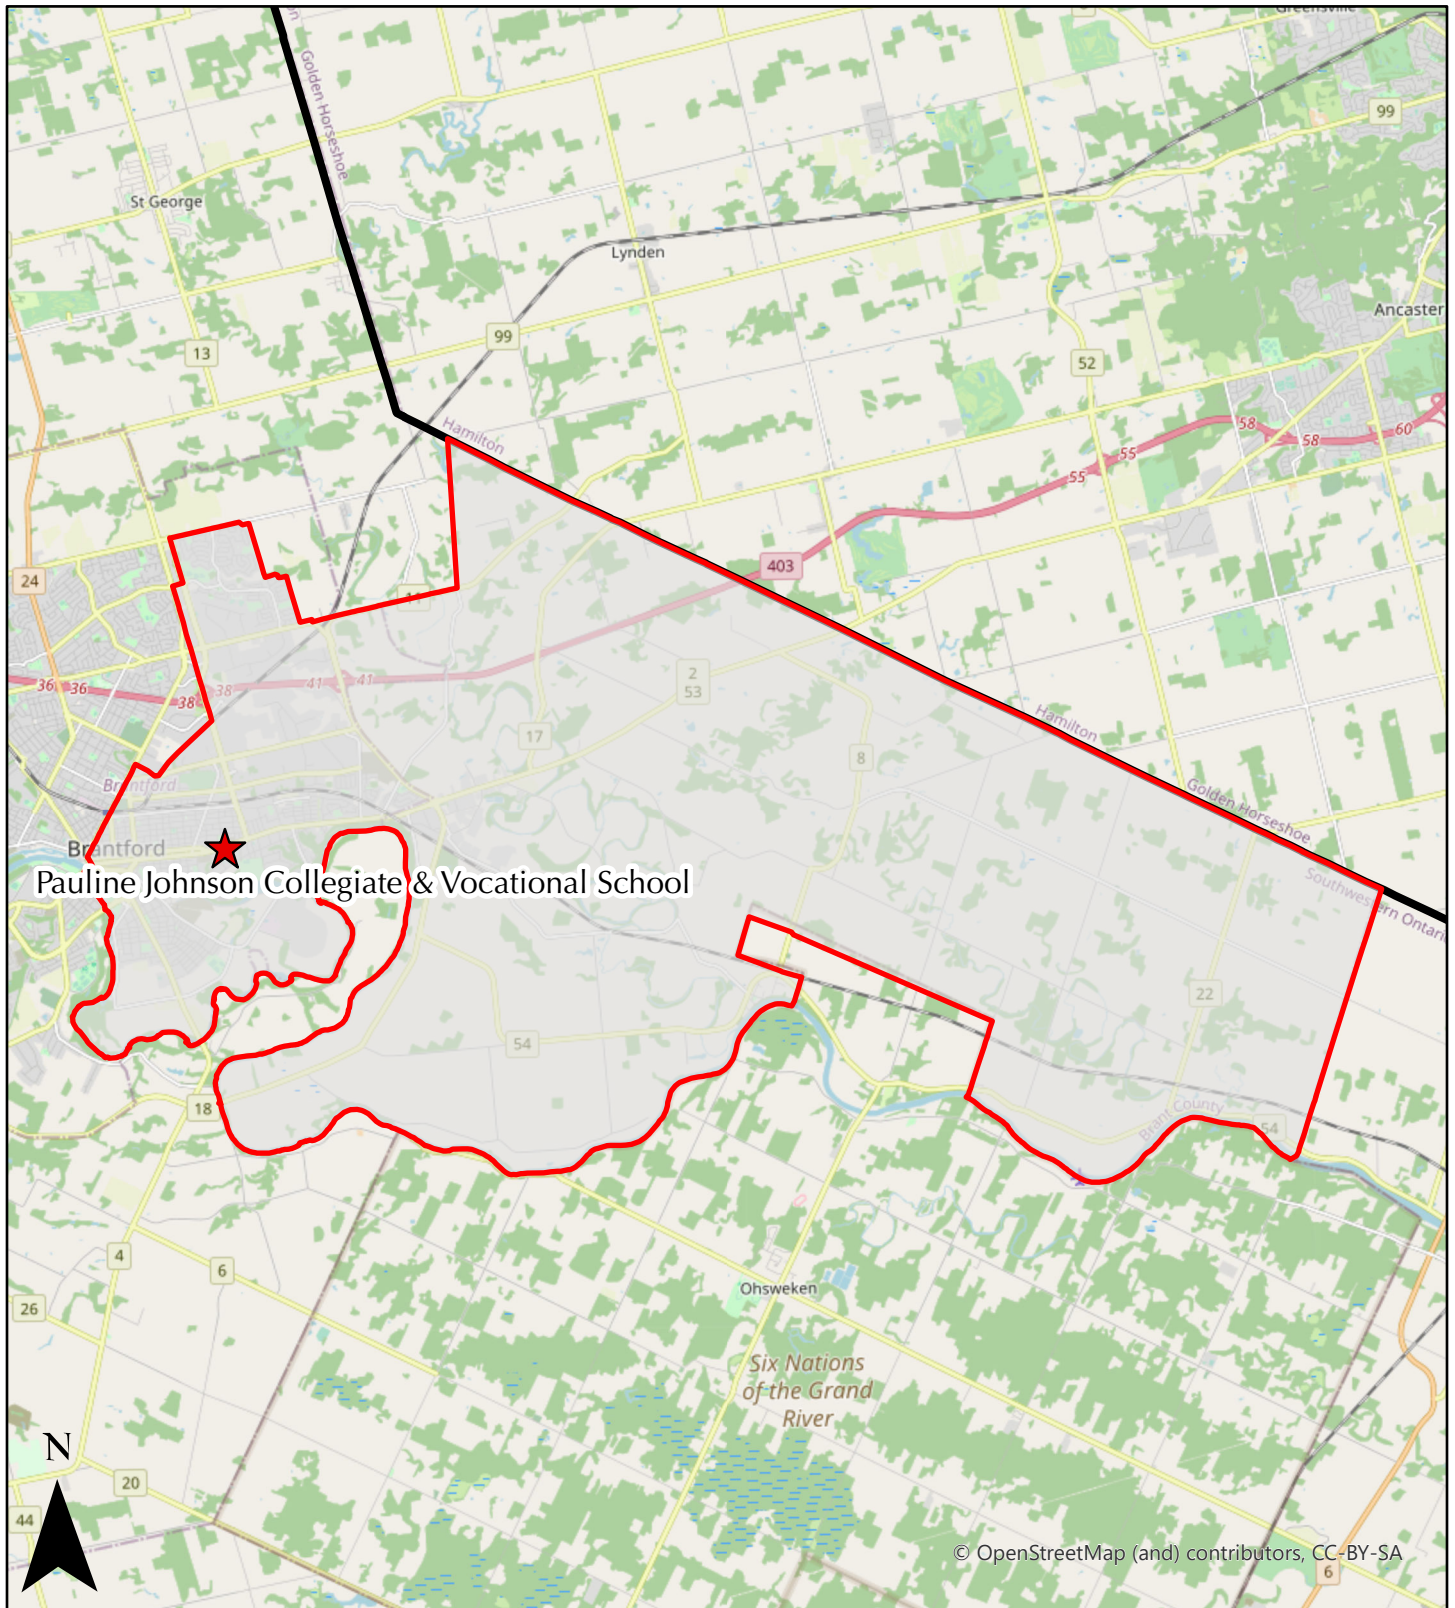 Greensville
Golden Horseshoe
99
St George
Lynden
Ancaster
99
13
52
Hamilton
58
58
60
55
55
403
24
11
36
36
38
38
41
41
2
53
17
8
Hamilton
Brantford
Golden Horseshoe
Brantford
Pauline Johnson Collegiate & Vocational School
Southwestern Ontario
22
54
18
Brant County
54
4
6
26
Ohsweken
Six Nations
of the Grand
River
N
20
44
© OpenStreetMap (and) contributors, CC-BY-SA
6